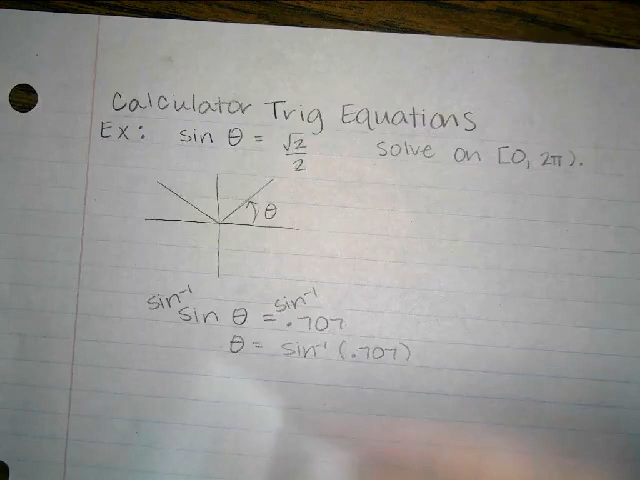 Calculator Trig Equations
Ex: sin θ = √2/2 solve on [0, 2π).
θ
sin⁻¹ sin θ = sin⁻¹ .707
θ = sin⁻¹ (.707)